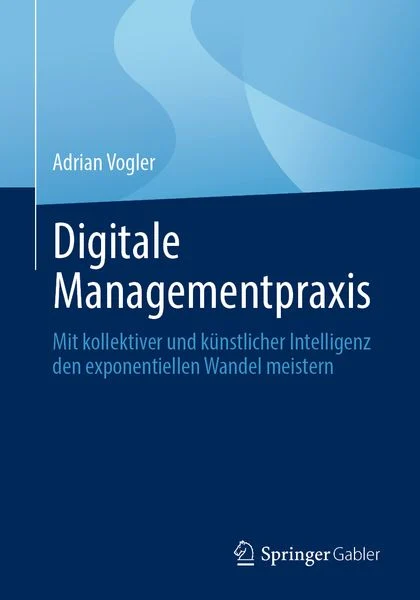 Adrian Vogler
Digitale
Managementpraxis
Mit kollektiver und künstlicher Intelligenz
den exponentiellen Wandel meistern
Springer Gabler